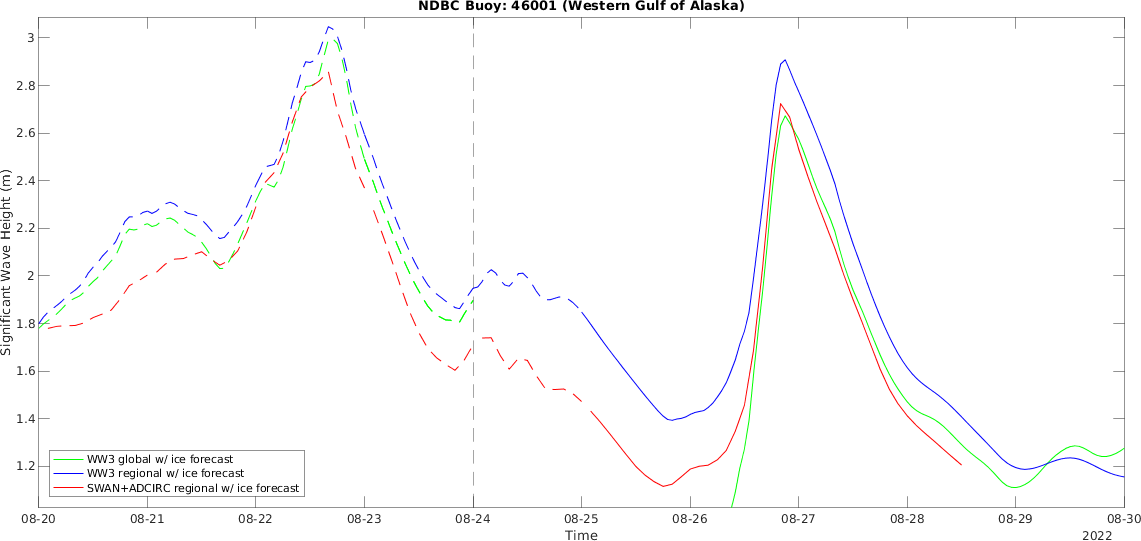 NDBC Buoy: 46001 (Western Gulf of Alaska)
3
2.8
2.6
2.4
2.2
2
1.8
1.6
1.4
1.2
Significant Wave Height (m)
WW3 global w/ ice forecast
WW3 regional w/ ice forecast
SWAN+ADCIRC regional w/ ice forecast
08-20 08-21 08-22 08-23 08-24 08-25 08-26 08-27 08-28 08-29 08-30
Time
2022